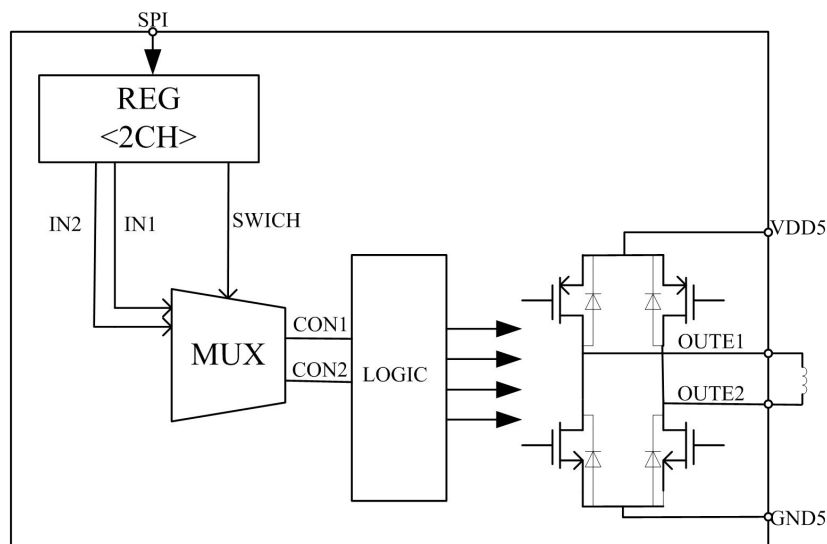 SPI
REG
<2CH>
IN2
IN1
SWICH
VDD5
MUX
CON1
CON2
LOGIC
OUTE1
OUTE2
GND5